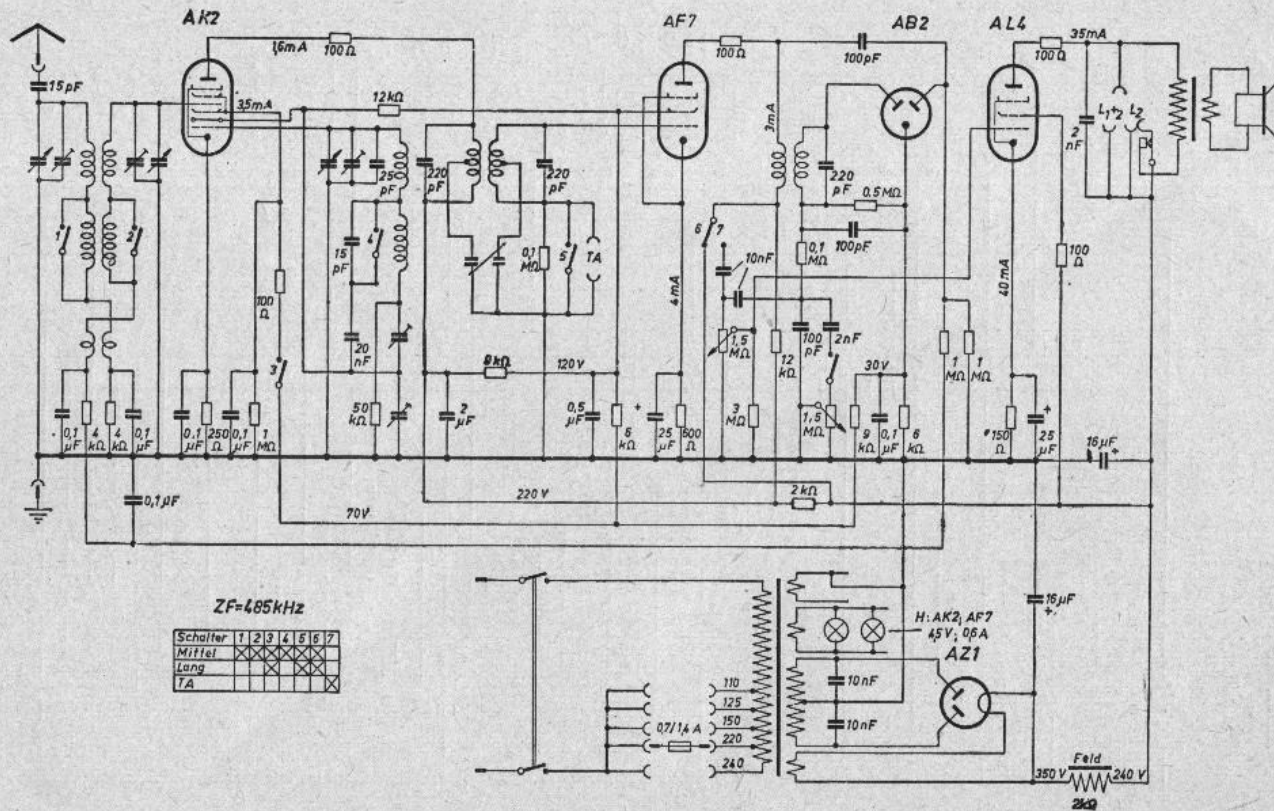 AK2
AF7
AB2
AL4
1,6mA
100Ω
100Ω
100pF
100Ω
35mA
15pF
3,5mA
12kΩ
3mA
L1+2
L2
2
nF
25
pF
220
pF
220
pF
220
pF
0.5MΩ
1
2
4
15
pF
5
TA
0,1
MΩ
6
7
10nF
0,1
MΩ
100pF
100
Ω
4mA
40mA
100
Ω
3
20
nF
9kΩ
120V
1,5
MΩ
12
kΩ
100
pF
2nF
30V
1
MΩ
1
MΩ
0,1
µF
4
kΩ
4
kΩ
0,1
µF
0,1
µF
250
Ω
0,1
µF
1
MΩ
50
kΩ
2
µF
0,5
µF
+
6
kΩ
25
µF
500
Ω
3
MΩ
1,5
MΩ
9
kΩ
0,1
µF
6
kΩ
150
Ω
+
25
µF
16µF
+
0,1µF
220V
2kΩ
70V
ZF=485kHz
Schalter 1 2 3 4 5 6 7
Mittel
Lang
TA
16µF
+
H: AK2; AF7
4,5V; 0,6A
AZ1
10nF
10nF
110
125
150
220
240
0,7/1,4A
350V
Feld
240V
2kΩ